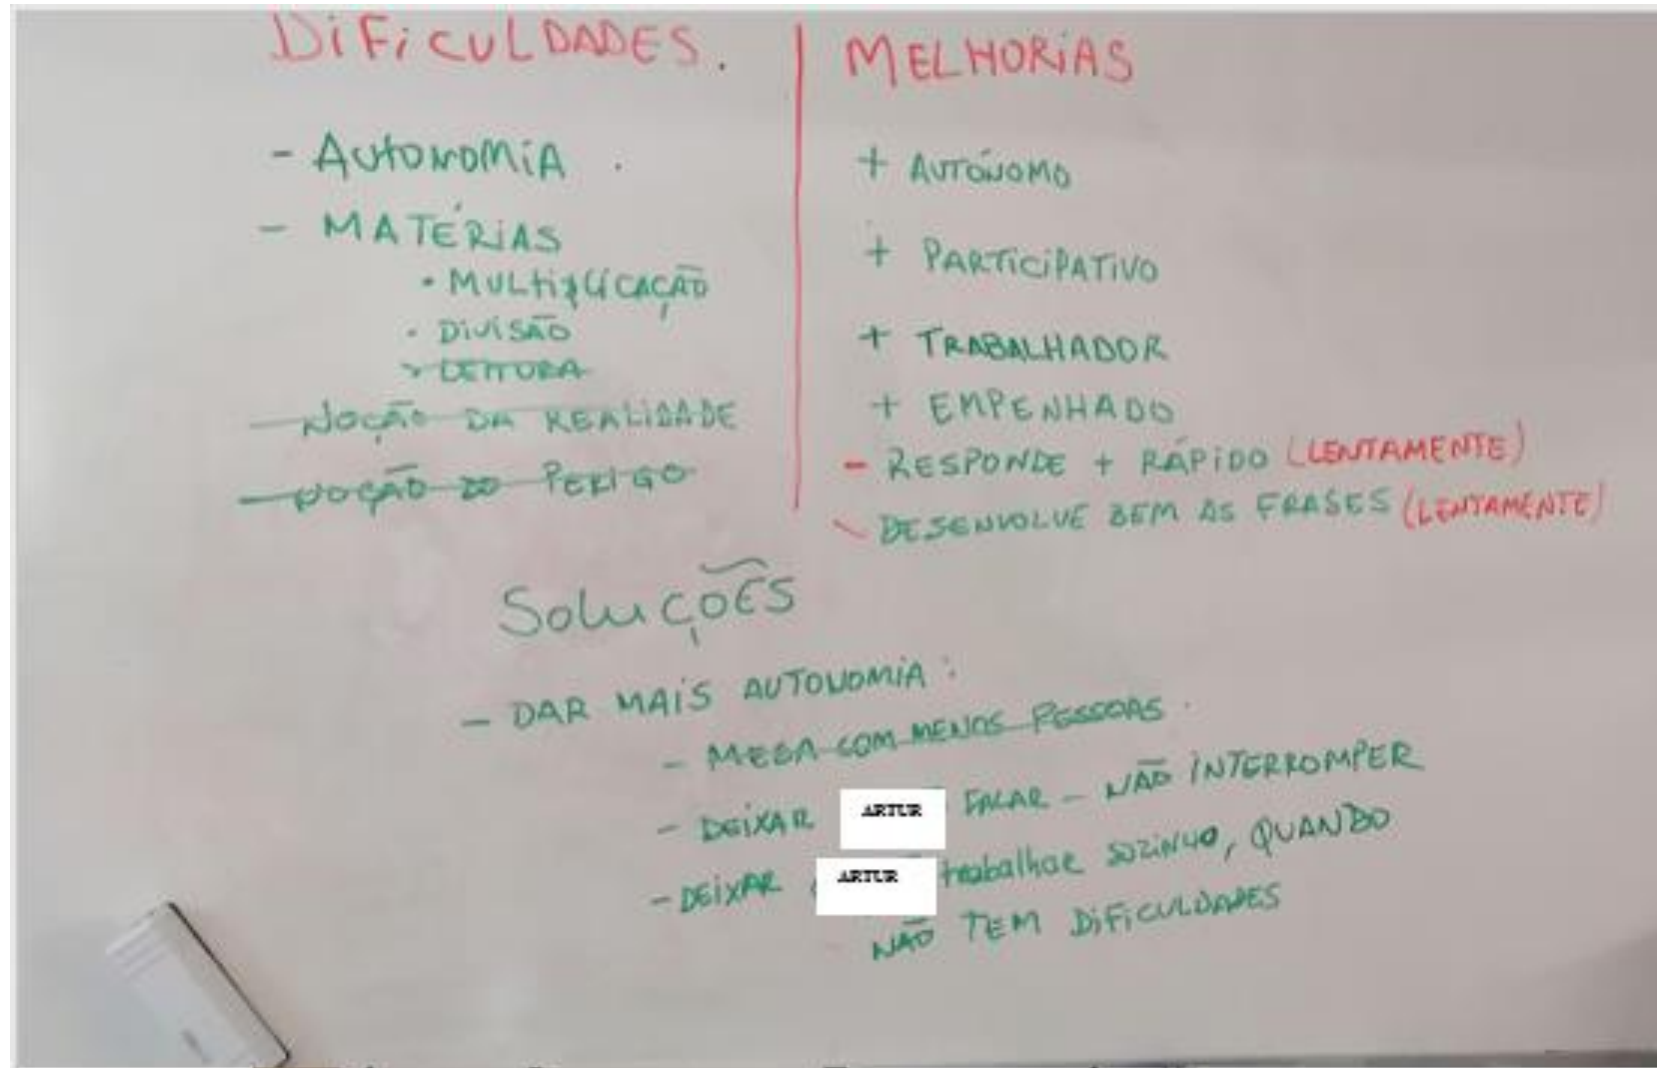 DIFICULDADES.
- AUTONOMIA.
- MATÉRIAS
• MULTIPLICAÇÃO
• DIVISÃO
• LEITURA
- NOÇÃO DA REALIDADE
- NOÇÃO DO PERIGO
MELHORIAS
+ AUTÓNOMO
+ PARTICIPATIVO
+ TRABALHADOR
+ EMPENHADO
- RESPONDE + RÁPIDO (LENTAMENTE)
- DESENVOLVE BEM AS FRASES (LENTAMENTE)
SOLUÇÕES
- DAR MAIS AUTONOMIA:
- MESA COM MENOS PESSOAS.
- DEIXAR ARTUR FALAR - NÃO INTERROMPER
- DEIXAR ARTUR trabalhar SOZINHO, QUANDO
NÃO TEM DIFICULDADES